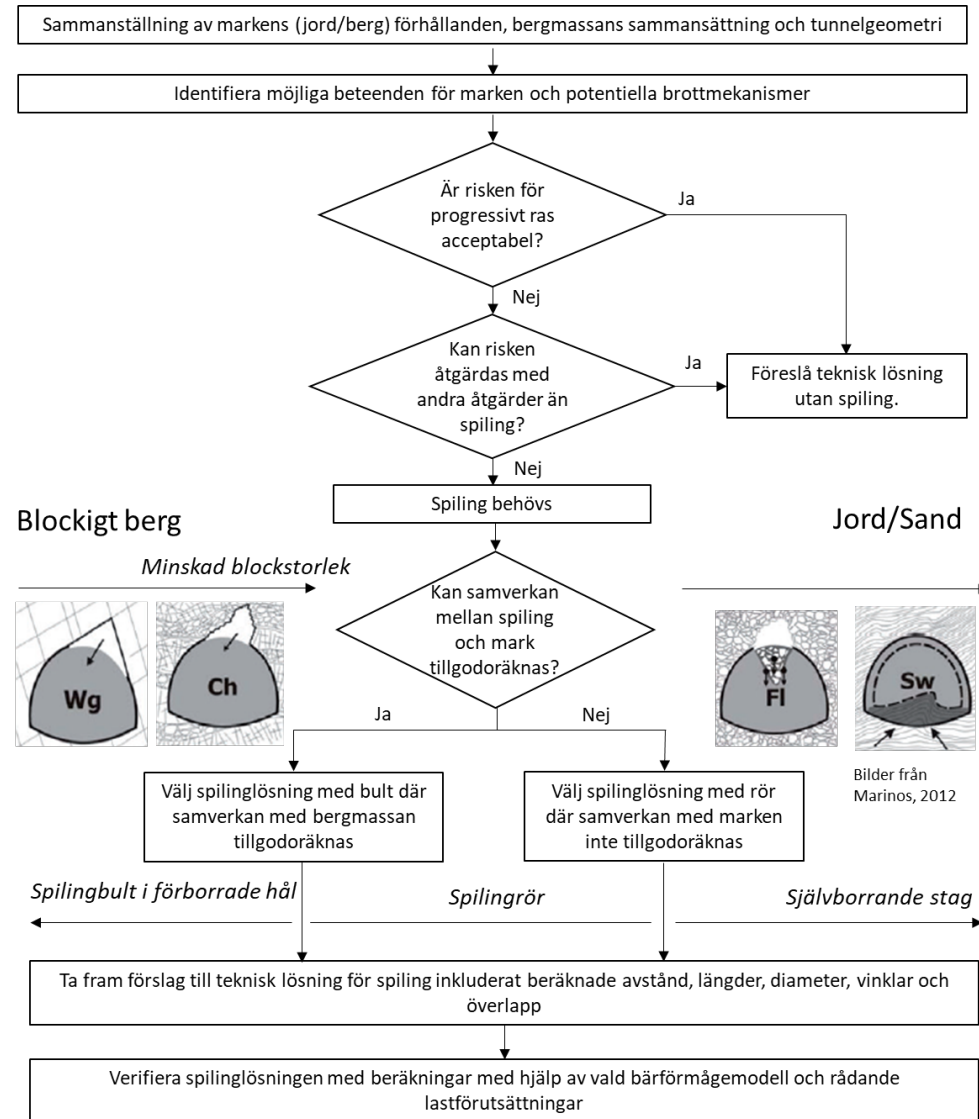 Sammanställning av markens (jord/berg) förhållanden, bergmassans sammansättning och tunnelgeometri
Identifiera möjliga beteenden för marken och potentiella brottmekanismer
Är risken för
progressivt ras
acceptabel?
Ja
Nej
Kan risken
åtgärdas med
andra åtgärder än
spiling?
Ja
Föreslå teknisk lösning
utan spiling.
Nej
Spiling behövs
Blockigt berg
Jord/Sand
Minskad blockstorlek
Kan samverkan
mellan spiling
och mark
tillgodoräknas?
Wg
Ch
Fl
Sw
Ja
Nej
Bilder från
Marinos, 2012
Välj spilinglösning med bult där
samverkan med bergmassan
tillgodoräknas
Välj spilinglösning med rör
där samverkan med marken
inte tillgodoräknas
Spilingbult i förborrade hål
Spilingrör
Självborrande stag
Ta fram förslag till teknisk lösning för spiling inkluderat beräknade avstånd, längder, diameter, vinklar och
överlapp
Verifiera spilinglösningen med beräkningar med hjälp av vald bärförmågemodell och rådande
lastförutsättningar